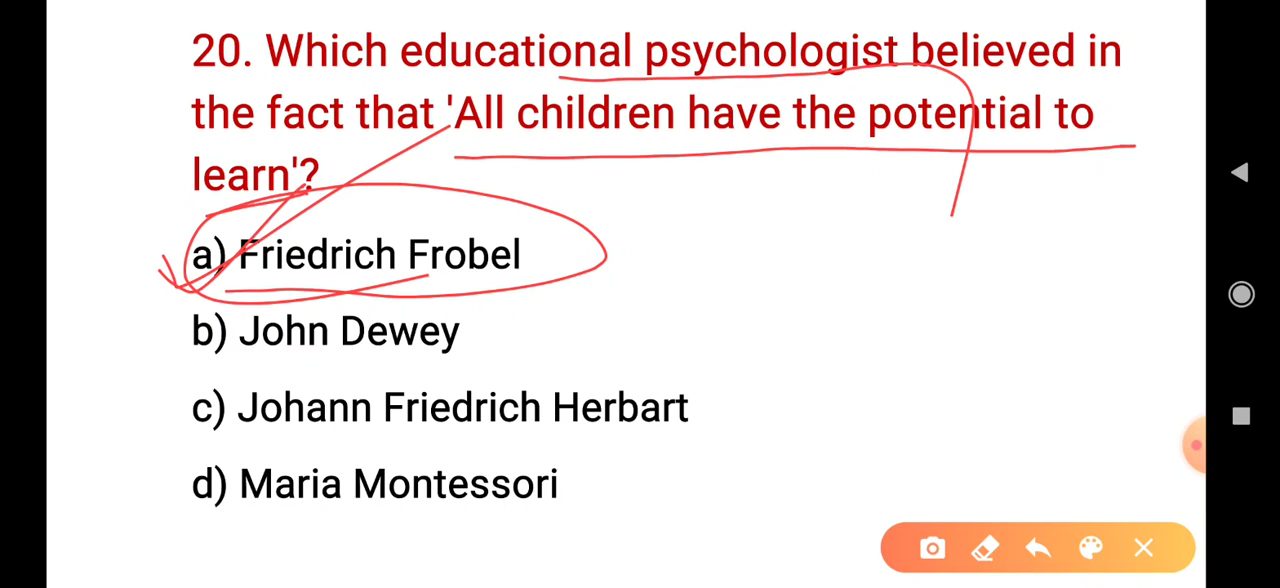 20. Which educational psychologist believed in
the fact that 'All children have the potential to
learn'?
a) Friedrich Frobel
b) John Dewey
c) Johann Friedrich Herbart
d) Maria Montessori